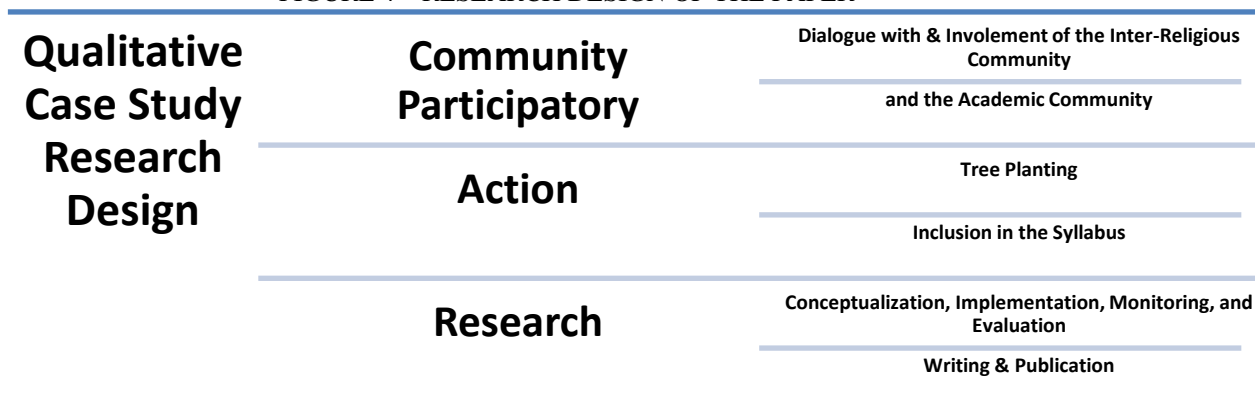 Qualitative
Case Study
Research
Design
Community
Participatory
Dialogue with & Involement of the Inter-Religious
Community
and the Academic Community
Action
Tree Planting
Inclusion in the Syllabus
Research
Conceptualization, Implementation, Monitoring, and
Evaluation
Writing & Publication